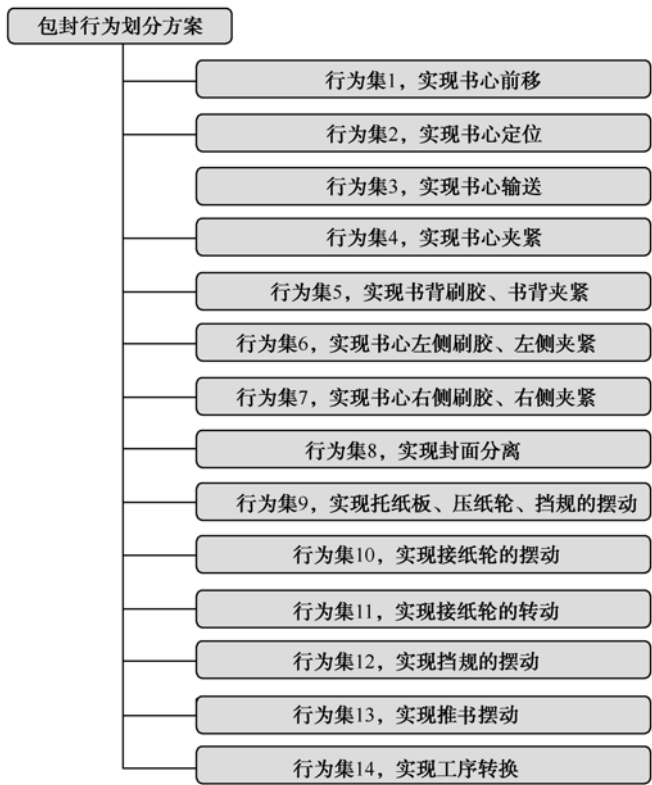 包封行为划分方案
行为集1，实现书心前移
行为集2，实现书心定位
行为集3，实现书心输送
行为集4，实现书心夹紧
行为集5，实现书背刷胶、书背夹紧
行为集6，实现书心左侧刷胶、左侧夹紧
行为集7，实现书心右侧刷胶、右侧夹紧
行为集8，实现封面分离
行为集9，实现托纸板、压纸轮、挡规的摆动
行为集10，实现接纸轮的摆动
行为集11，实现接纸轮的转动
行为集12，实现挡规的摆动
行为集13，实现推书摆动
行为集14，实现工序转换